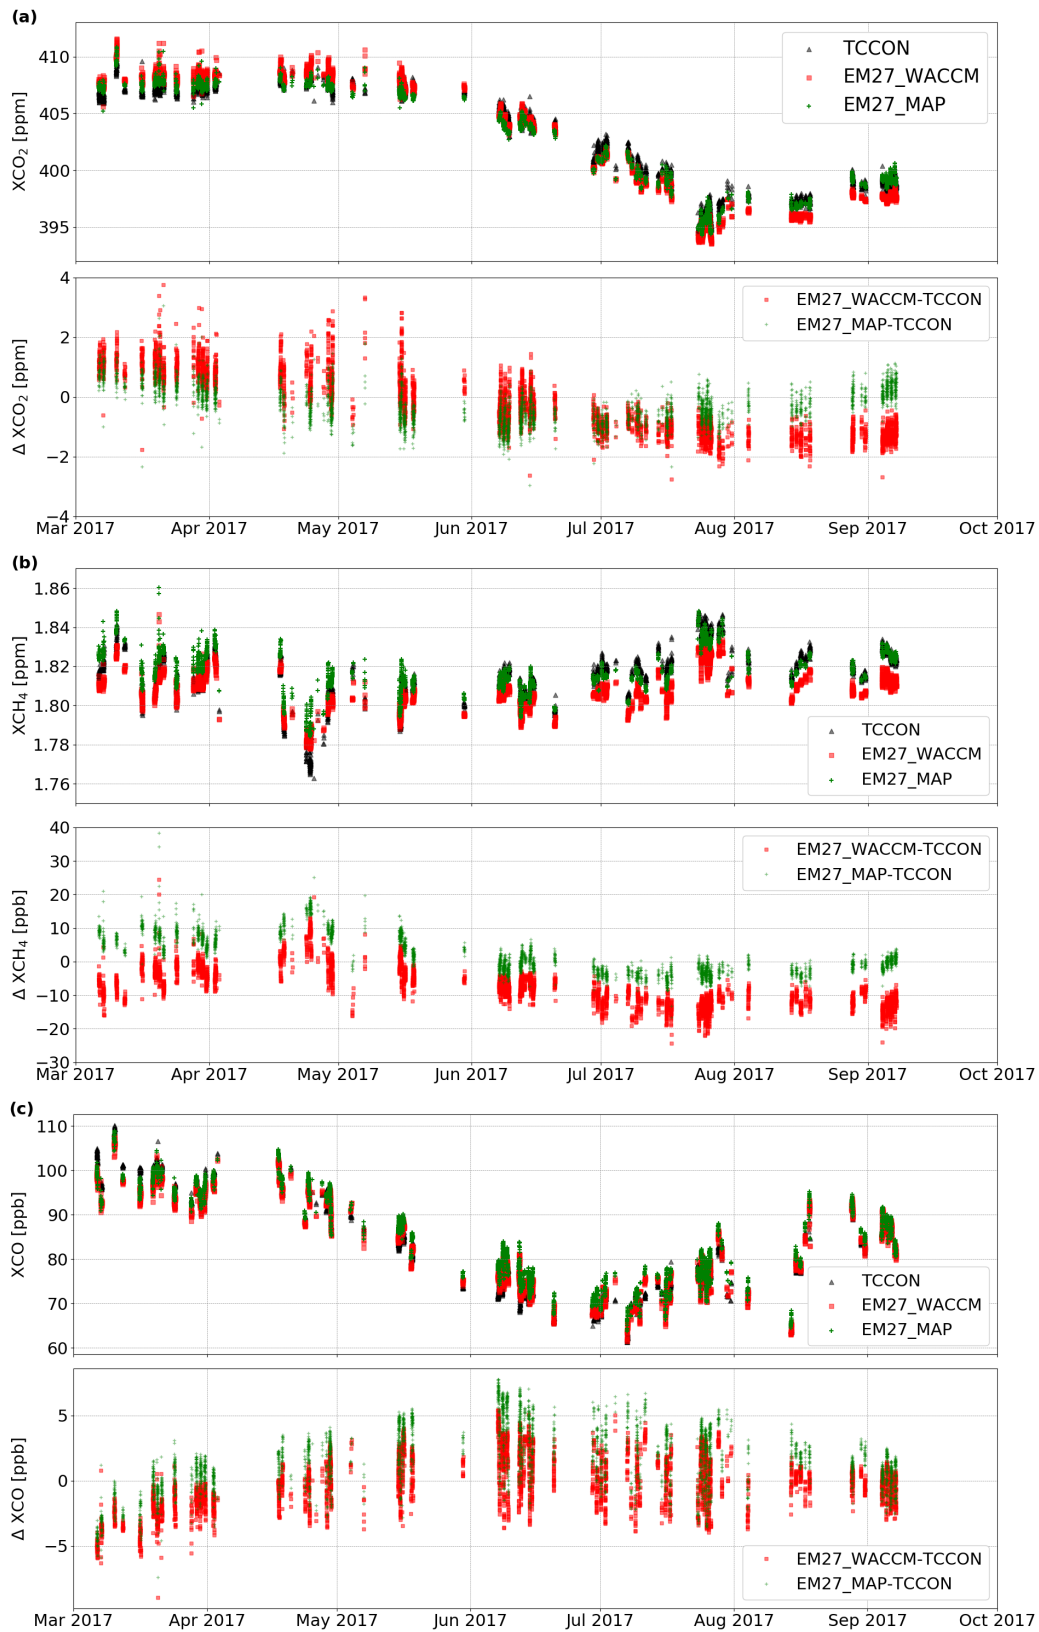 (a)
XCO₂ [ppm]
410
405
400
395
TCCON
EM27_WACCM
EM27_MAP
Δ XCO₂ [ppm]
4
2
0
−2
−4
EM27_WACCM-TCCON
EM27_MAP-TCCON
Mar 2017 Apr 2017 May 2017 Jun 2017 Jul 2017 Aug 2017 Sep 2017 Oct 2017
(b)
XCH₄ [ppm]
1.86
1.84
1.82
1.80
1.78
1.76
TCCON
EM27_WACCM
EM27_MAP
Δ XCH₄ [ppb]
40
30
20
10
0
−10
−20
−30
EM27_WACCM-TCCON
EM27_MAP-TCCON
Mar 2017 Apr 2017 May 2017 Jun 2017 Jul 2017 Aug 2017 Sep 2017 Oct 2017
(c)
XCO [ppb]
110
100
90
80
70
60
TCCON
EM27_WACCM
EM27_MAP
Δ XCO [ppb]
5
0
−5
EM27_WACCM-TCCON
EM27_MAP-TCCON
Mar 2017 Apr 2017 May 2017 Jun 2017 Jul 2017 Aug 2017 Sep 2017 Oct 2017